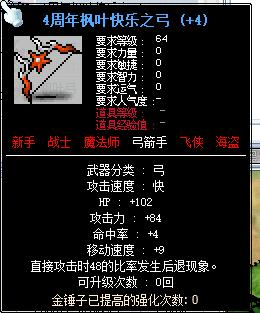 4周年枫叶快乐之弓 (+4)
要求等级: 64
要求力量: 0
要求敏捷: 0
要求智力: 0
要求运气: 0
要求人气度: -
道具等级: -
道具经验值: -
新手 战士 魔法师 弓箭手 飞侠 海盗
武器分类: 弓
攻击速度: 快
HP: +102
攻击力: +84
命中率: +4
移动速度: +9
直接攻击时48的比率发生后退现象。
可升级次数: 0回
金锤子已提高的强化次数: 0